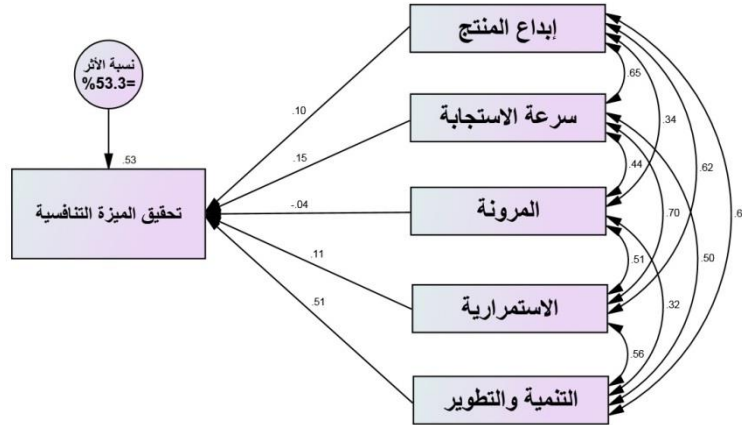 إبداع المنتج
نسبة الأثر
=53.3%
.65
.10
سرعة الاستجابة
.34
.15
.44
.62
.53
تحقيق الميزة التنافسية
-.04
المرونة
.70
.6
.11
.51
.50
.51
الاستمرارية
.32
.56
التنمية والتطوير